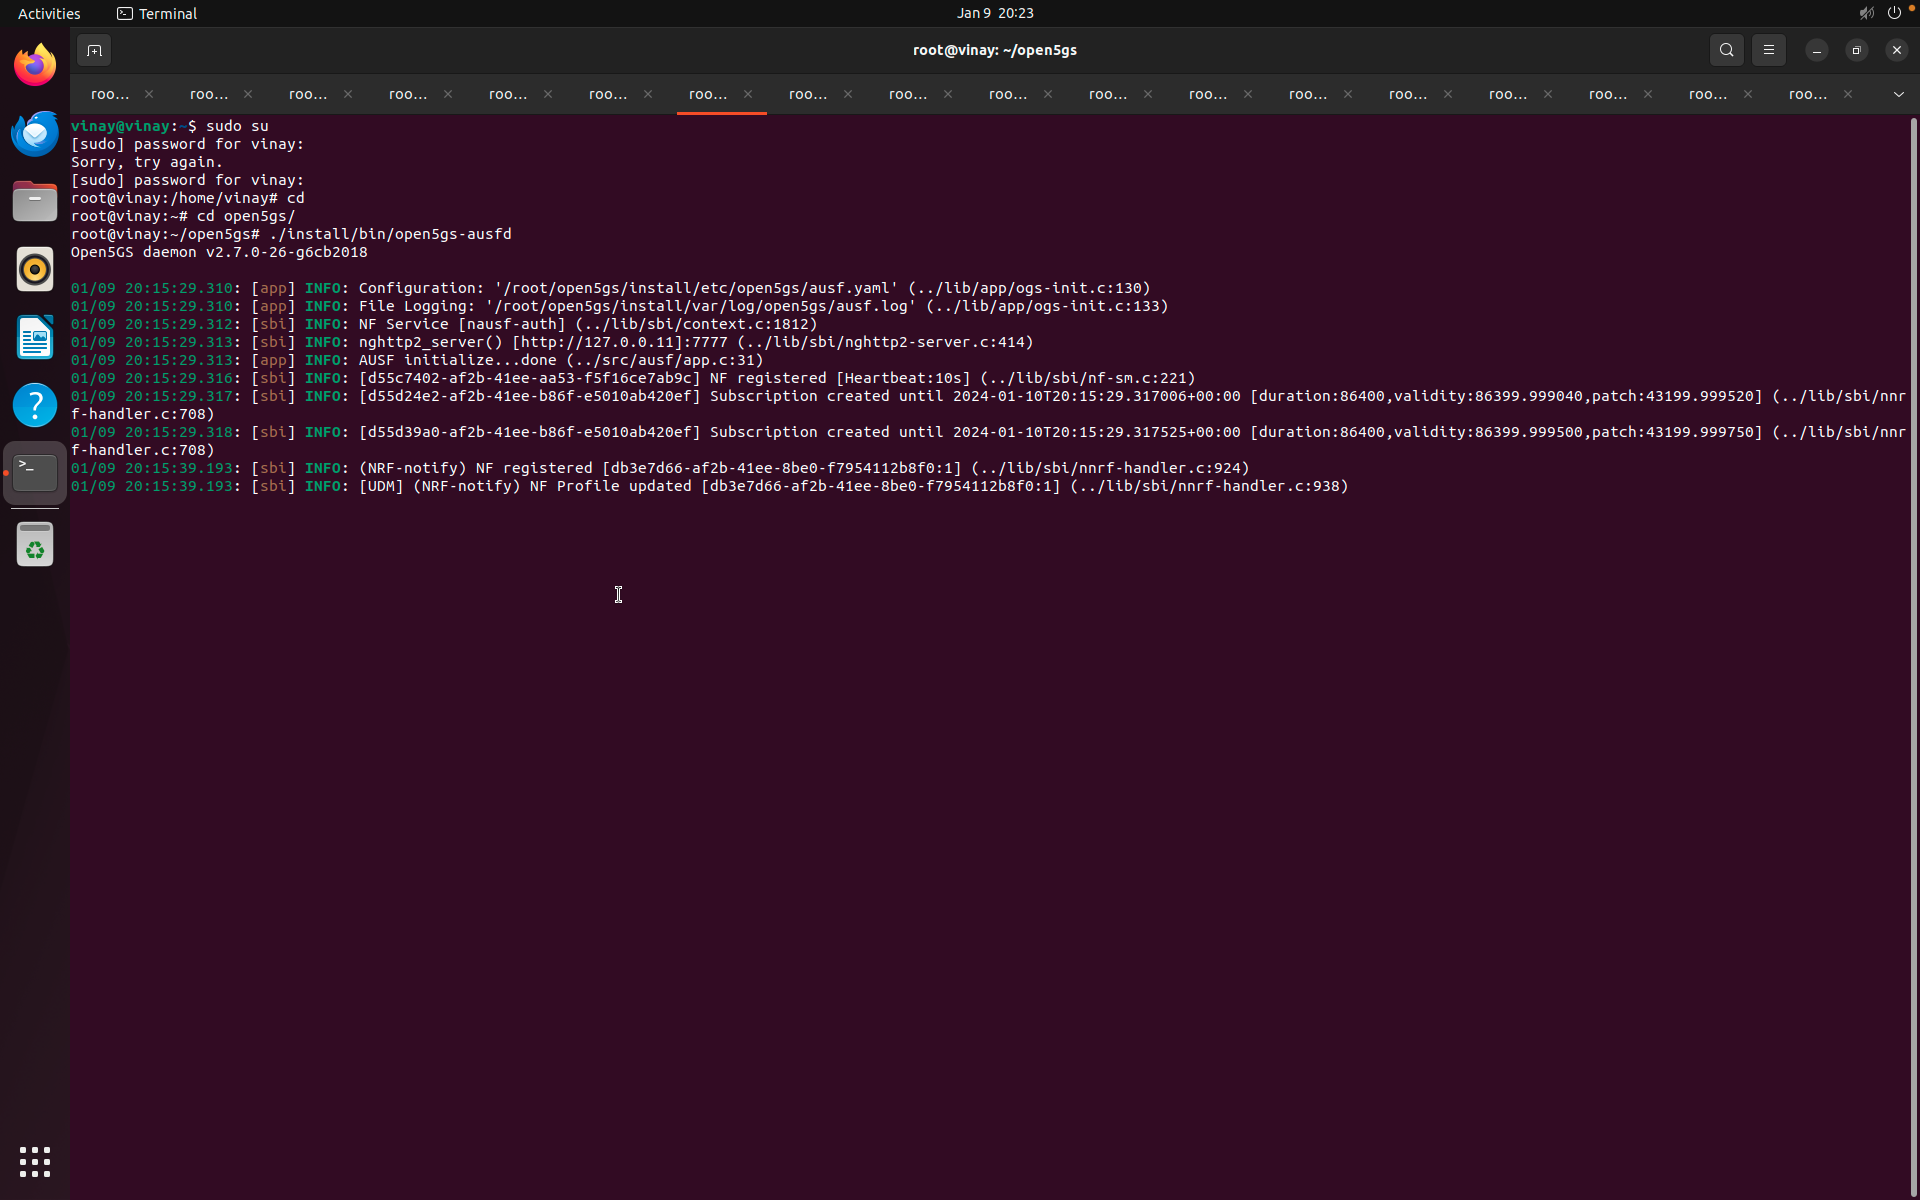 Activities
Terminal
Jan 9 20:23
root@vinay: ~/open5gs
roo... roo... roo... roo... roo... roo... roo... roo... roo... roo... roo... roo... roo... roo... roo... roo... roo... roo...
vinay@vinay:~$ sudo su
[sudo] password for vinay:
Sorry, try again.
[sudo] password for vinay:
root@vinay:/home/vinay# cd
root@vinay:~# cd open5gs/
root@vinay:~/open5gs# ./install/bin/open5gs-ausfd
Open5GS daemon v2.7.0-26-g6cb2018
01/09 20:15:29.310: [app] INFO: Configuration: '/root/open5gs/install/etc/open5gs/ausf.yaml' (../lib/app/ogs-init.c:130)
01/09 20:15:29.310: [app] INFO: File Logging: '/root/open5gs/install/var/log/open5gs/ausf.log' (../lib/app/ogs-init.c:133)
01/09 20:15:29.312: [sbi] INFO: NF Service [nausf-auth] (../lib/sbi/context.c:1812)
01/09 20:15:29.313: [sbi] INFO: nghttp2_server() [http://127.0.0.11]:7777 (../lib/sbi/nghttp2-server.c:414)
01/09 20:15:29.313: [app] INFO: AUSF initialize...done (../src/ausf/app.c:31)
01/09 20:15:29.316: [sbi] INFO: [d55c7402-af2b-41ee-aa53-f5f16ce7ab9c] NF registered [Heartbeat:10s] (../lib/sbi/nf-sm.c:221)
01/09 20:15:29.317: [sbi] INFO: [d55d24e2-af2b-41ee-b86f-e5010ab420ef] Subscription created until 2024-01-10T20:15:29.317006+00:00 [duration:86400,validity:86399.999040,patch:43199.999520] (../lib/sbi/nnr
f-handler.c:708)
01/09 20:15:29.318: [sbi] INFO: [d55d39a0-af2b-41ee-b86f-e5010ab420ef] Subscription created until 2024-01-10T20:15:29.317525+00:00 [duration:86400,validity:86399.999500,patch:43199.999750] (../lib/sbi/nnr
f-handler.c:708)
01/09 20:15:39.193: [sbi] INFO: (NRF-notify) NF registered [db3e7d66-af2b-41ee-8be0-f7954112b8f0:1] (../lib/sbi/nnrf-handler.c:924)
01/09 20:15:39.193: [sbi] INFO: [UDM] (NRF-notify) NF Profile updated [db3e7d66-af2b-41ee-8be0-f7954112b8f0:1] (../lib/sbi/nnrf-handler.c:938)